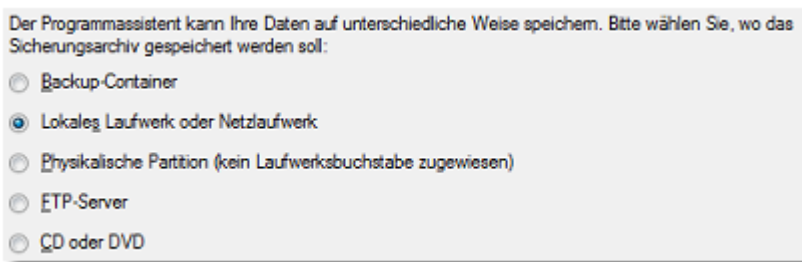 Der Programmassistent kann Ihre Daten auf unterschiedliche Weise speichern. Bitte wählen Sie, wo das
Sicherungsarchiv gespeichert werden soll:
Backup-Container
Lokales Laufwerk oder Netzlaufwerk
Physikalische Partition (kein Laufwerksbuchstabe zugewiesen)
FTP-Server
CD oder DVD